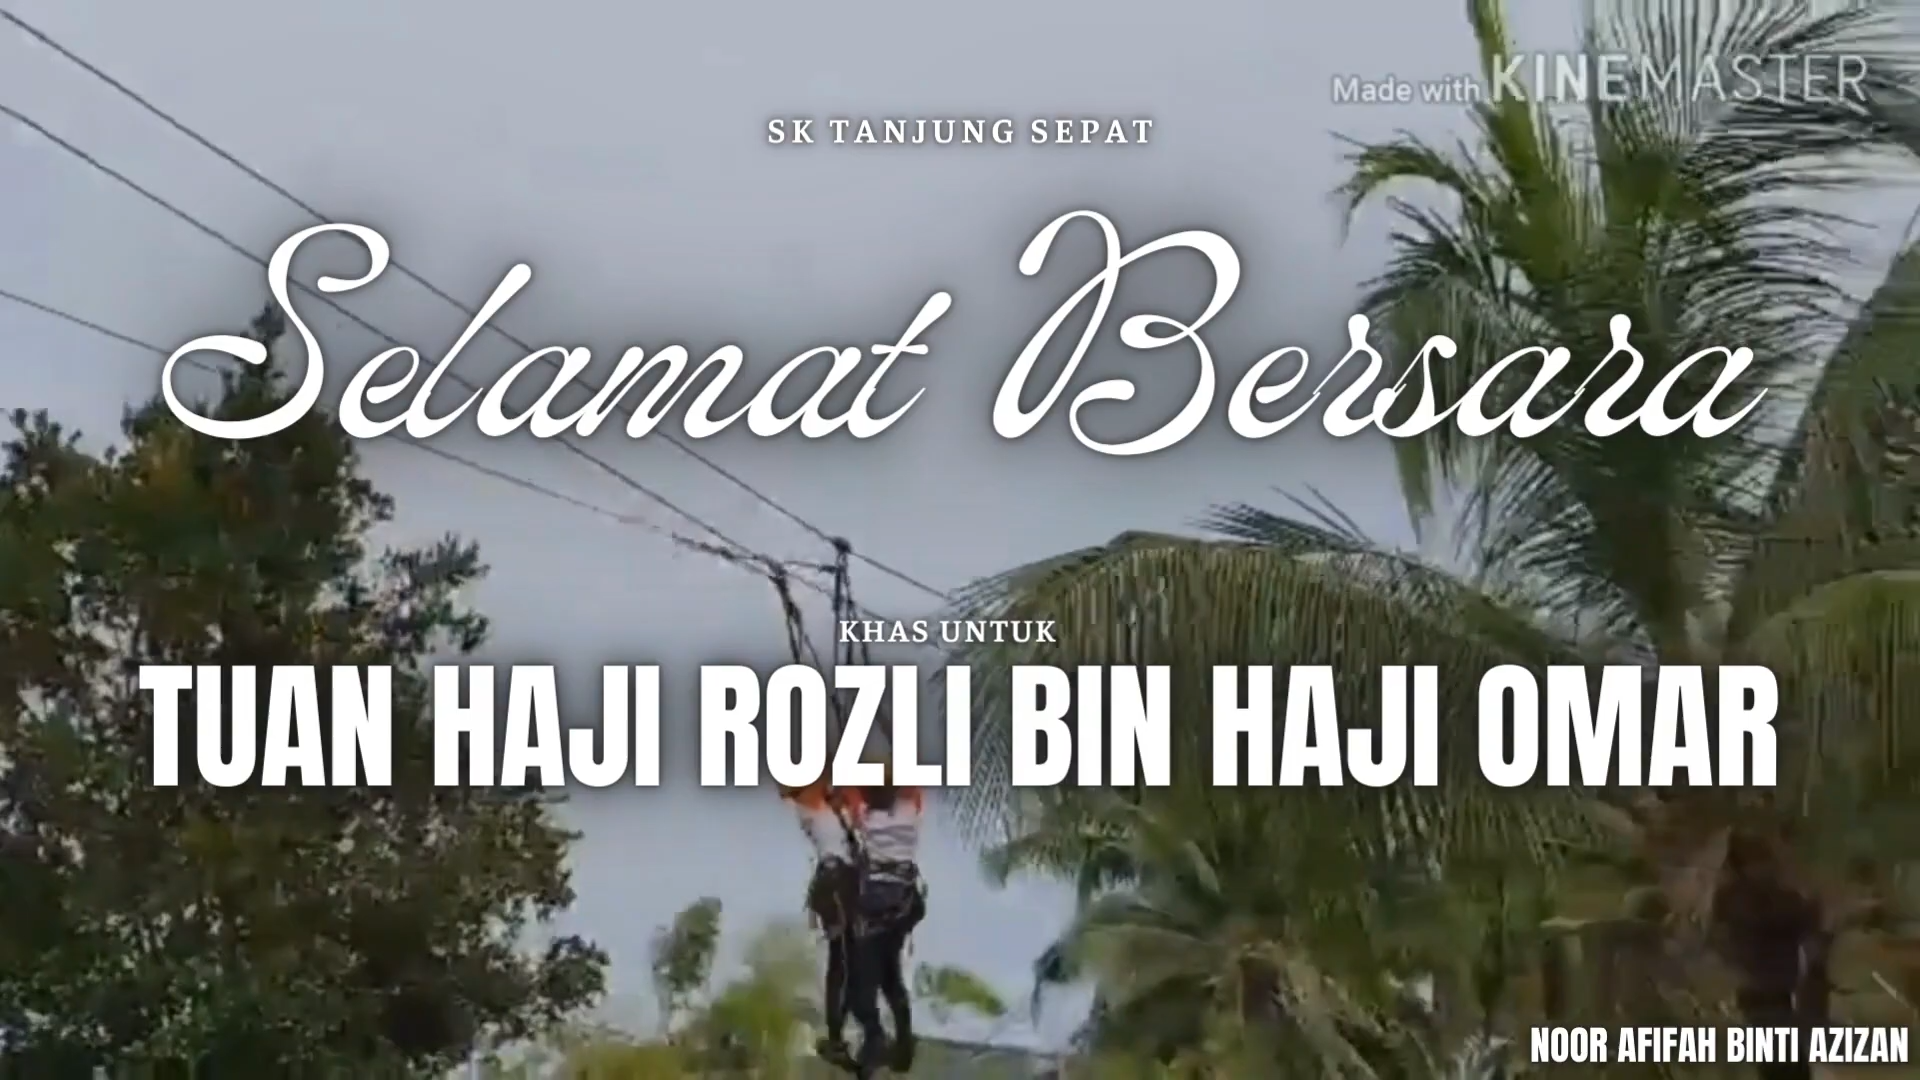 Made with KINEMASTER
SK TANJUNG SEPAT
Selamat Bersara
KHAS UNTUK
TUAN HAJI ROZLI BIN HAJI OMAR
NOOR AFIFAH BINTI AZIZAN